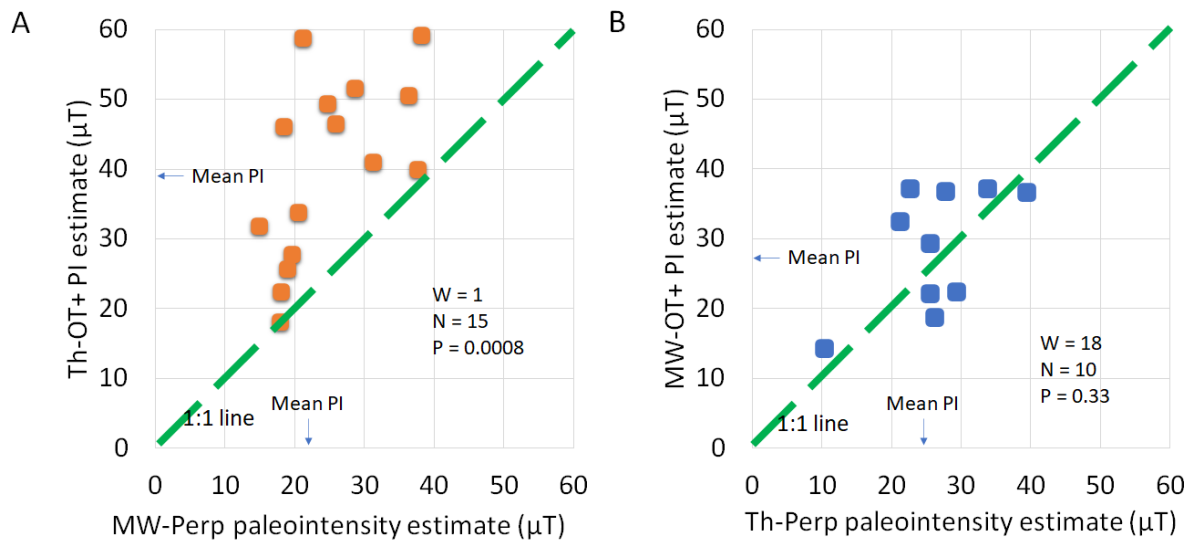 A
Th-OT+ PI estimate (µT)
60
50
40
30
20
10
0
Mean PI
W = 1
N = 15
P = 0.0008
Mean PI
1:1 line
0 10 20 30 40 50 60
MW-Perp paleointensity estimate (µT)
B
MW-OT+ PI estimate (µT)
60
50
40
30
20
10
0
Mean PI
W = 18
N = 10
P = 0.33
Mean PI
1:1 line
0 10 20 30 40 50 60
Th-Perp paleointensity estimate (µT)